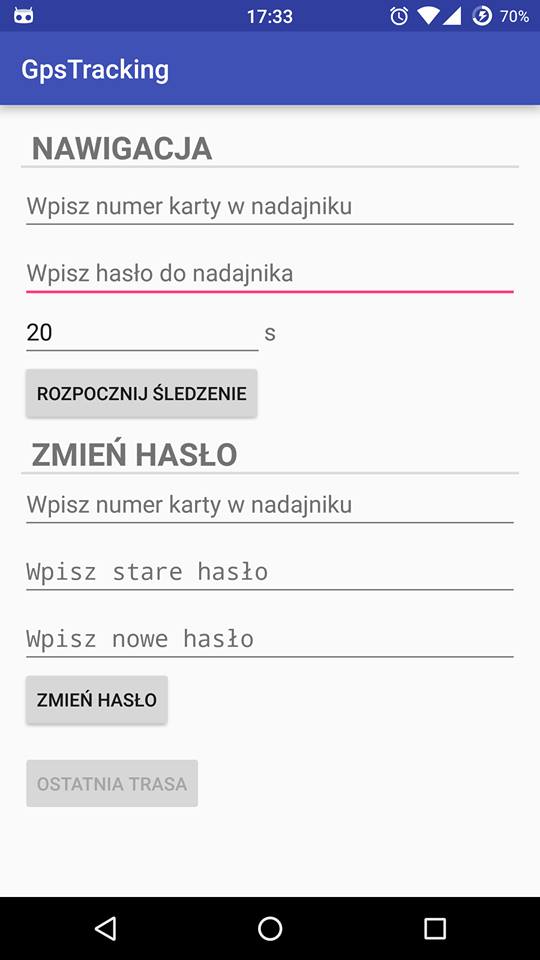 17:33
70%
GpsTracking
NAWIGACJA
Wpisz numer karty w nadajniku
Wpisz hasło do nadajnika
20 s
ROZPOCZNIJ ŚLEDZENIE
ZMIEŃ HASŁO
Wpisz numer karty w nadajniku
Wpisz stare hasło
Wpisz nowe hasło
ZMIEŃ HASŁO
OSTATNIA TRASA